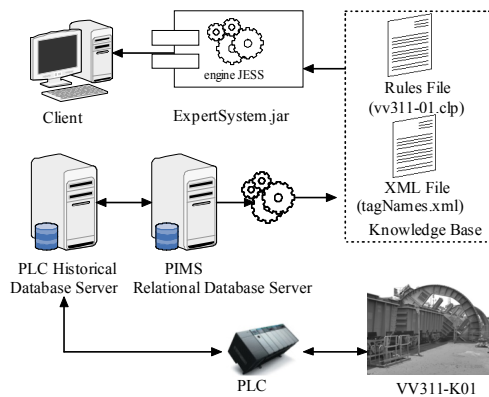 engine JESS
Client
ExpertSystem.jar
Rules File
(vv311-01.clp)
XML File
(tagNames.xml)
Knowledge Base
PLC Historical
Database Server
PIMS
Relational Database Server
PLC
VV311-K01